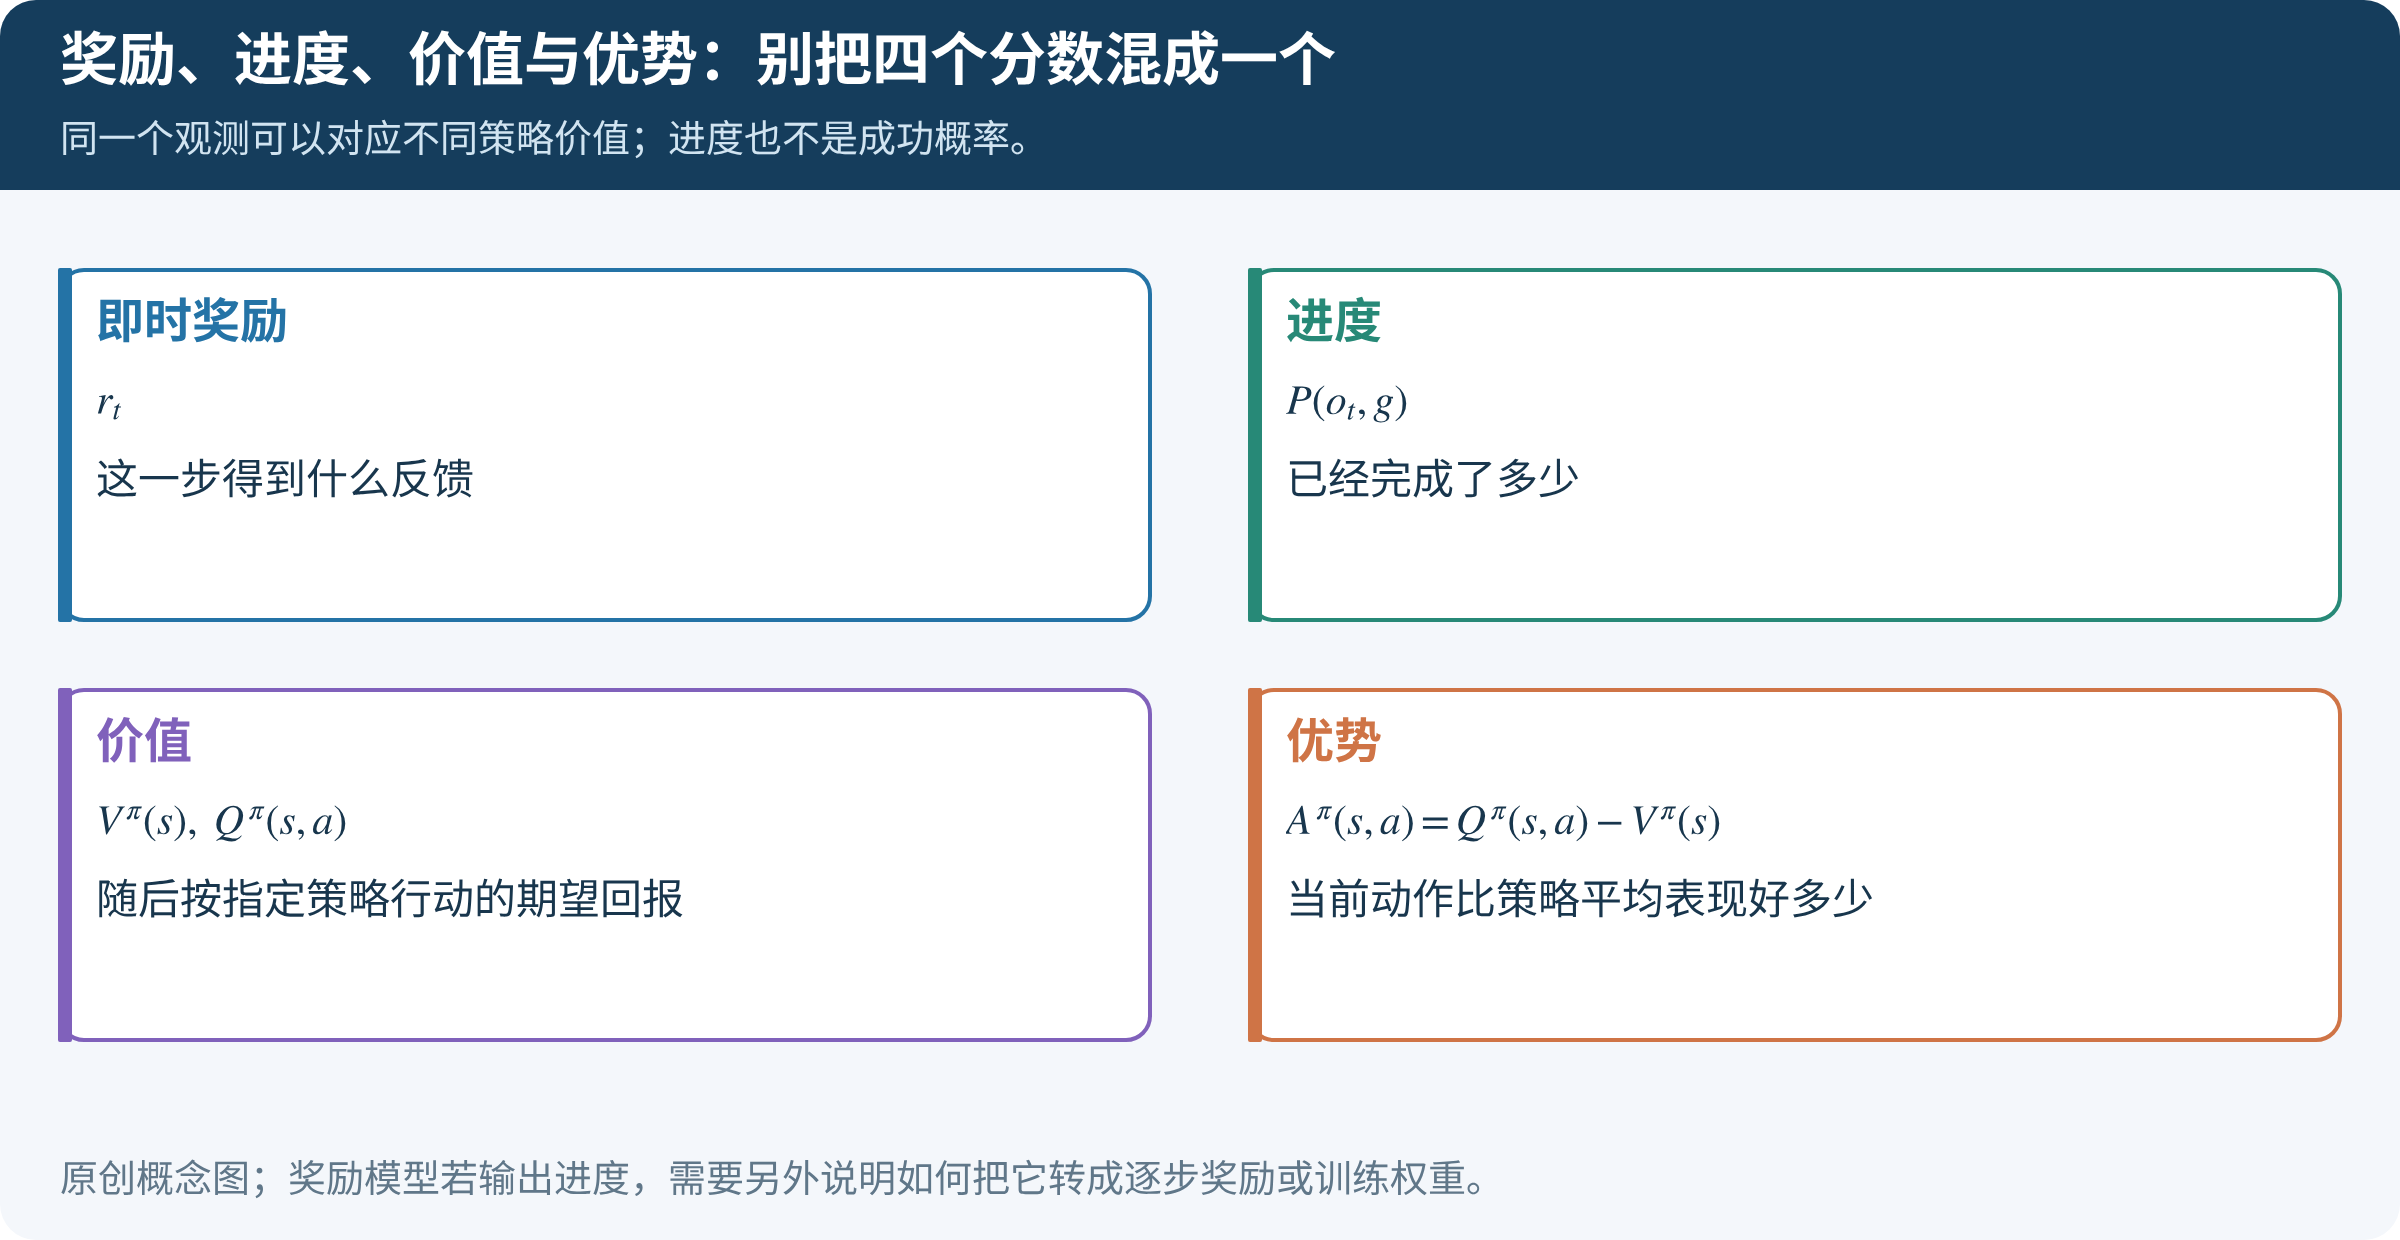 奖励、进度、价值与优势：别把四个分数混成一个
同一个观测可以对应不同策略价值；进度也不是成功概率。
即时奖励
r_t
这一步得到什么反馈
进度
P(o_t, g)
已经完成了多少
价值
V^π(s), Q^π(s, a)
随后按指定策略行动的期望回报
优势
A^π(s, a) = Q^π(s, a) − V^π(s)
当前动作比策略平均表现好多少
原创概念图；奖励模型若输出进度，需要另外说明如何把它转成逐步奖励或训练权重。